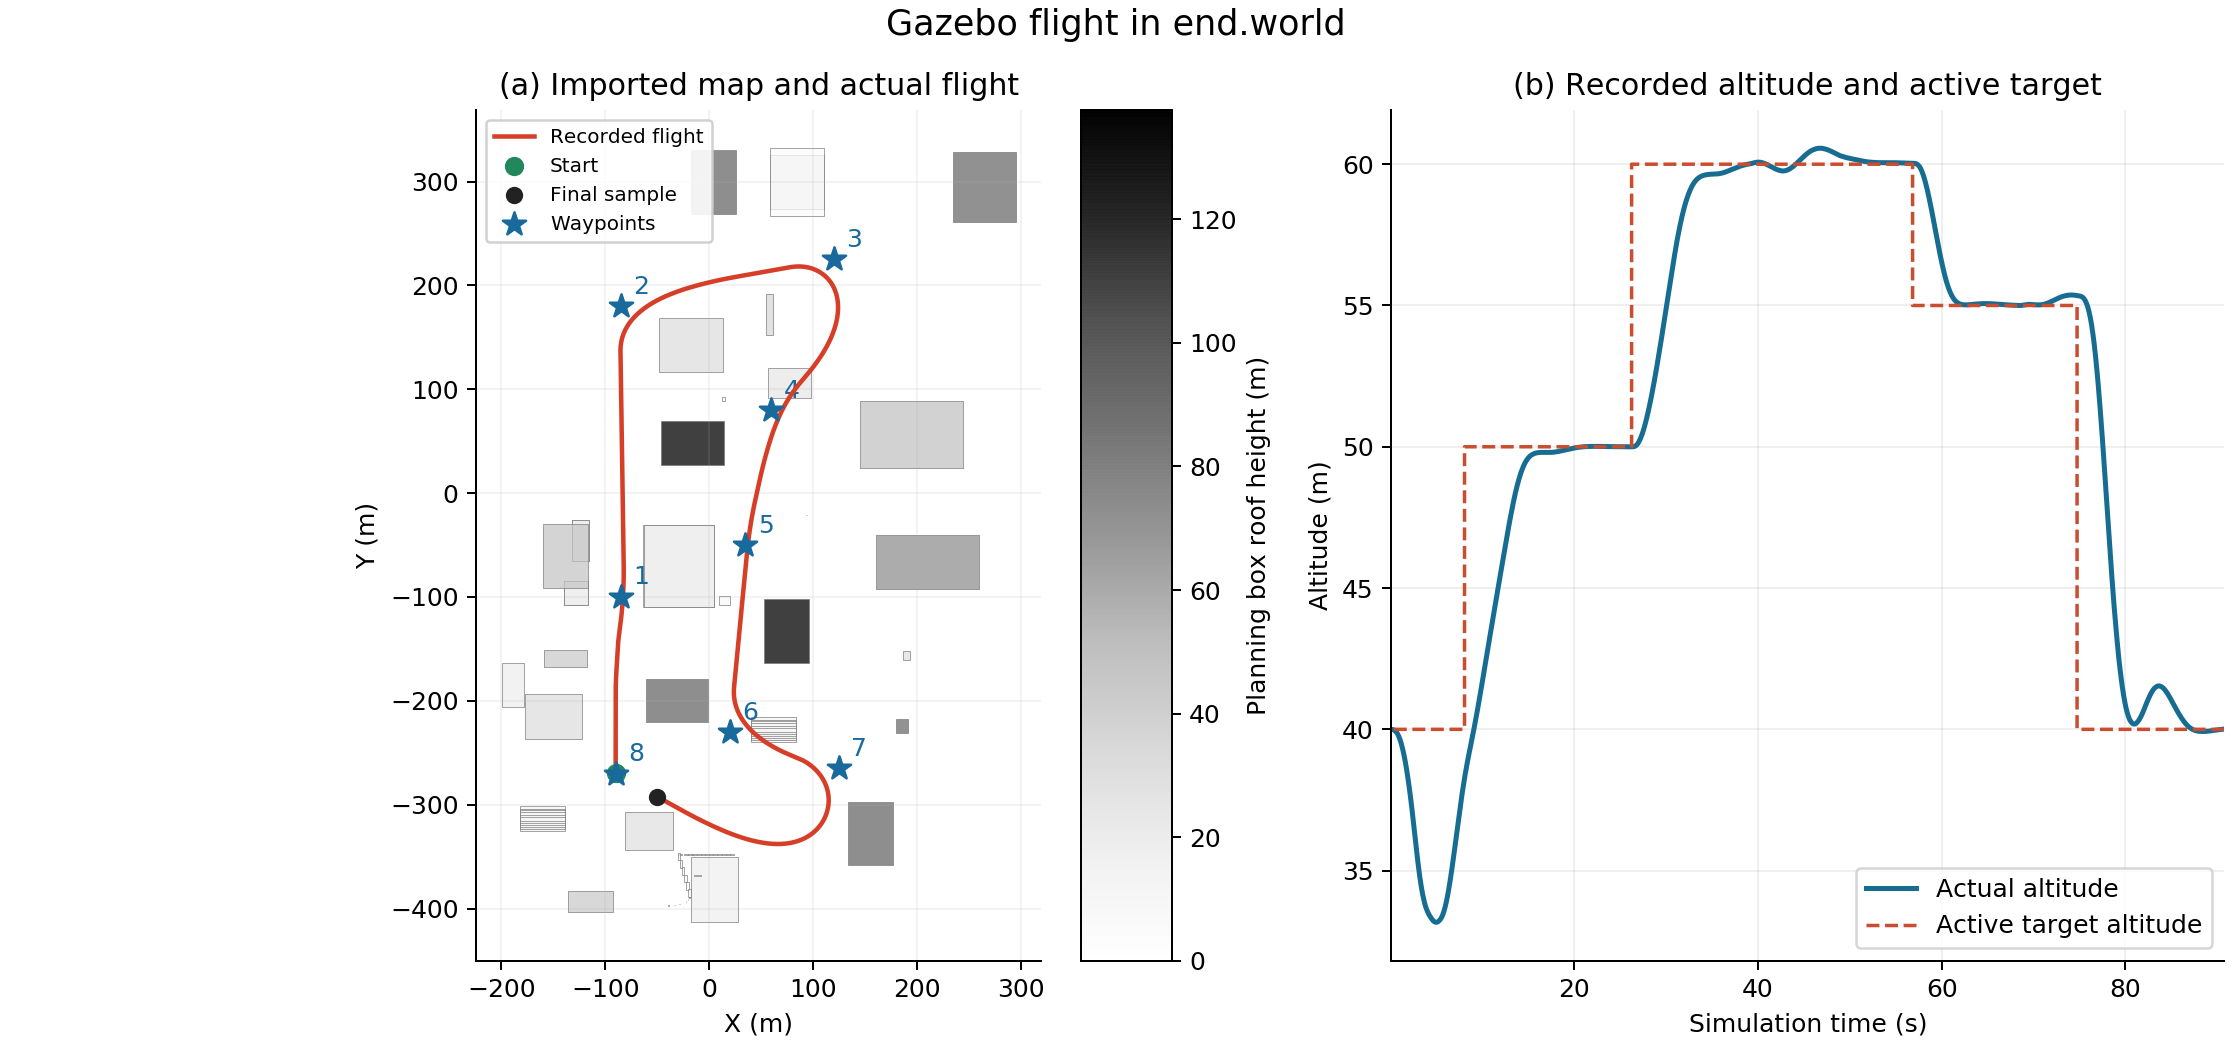 Gazebo flight in end.world
(a) Imported map and actual flight
Recorded flight
Start
Final sample
Waypoints
300
200
100
0
−100
−200
−300
−400
Y (m)
−200
−100
0
100
200
300
X (m)
1
2
3
4
5
6
7
8
120
100
80
60
40
20
0
Planning box roof height (m)
(b) Recorded altitude and active target
60
55
50
45
40
35
Altitude (m)
20
40
60
80
Simulation time (s)
Actual altitude
Active target altitude